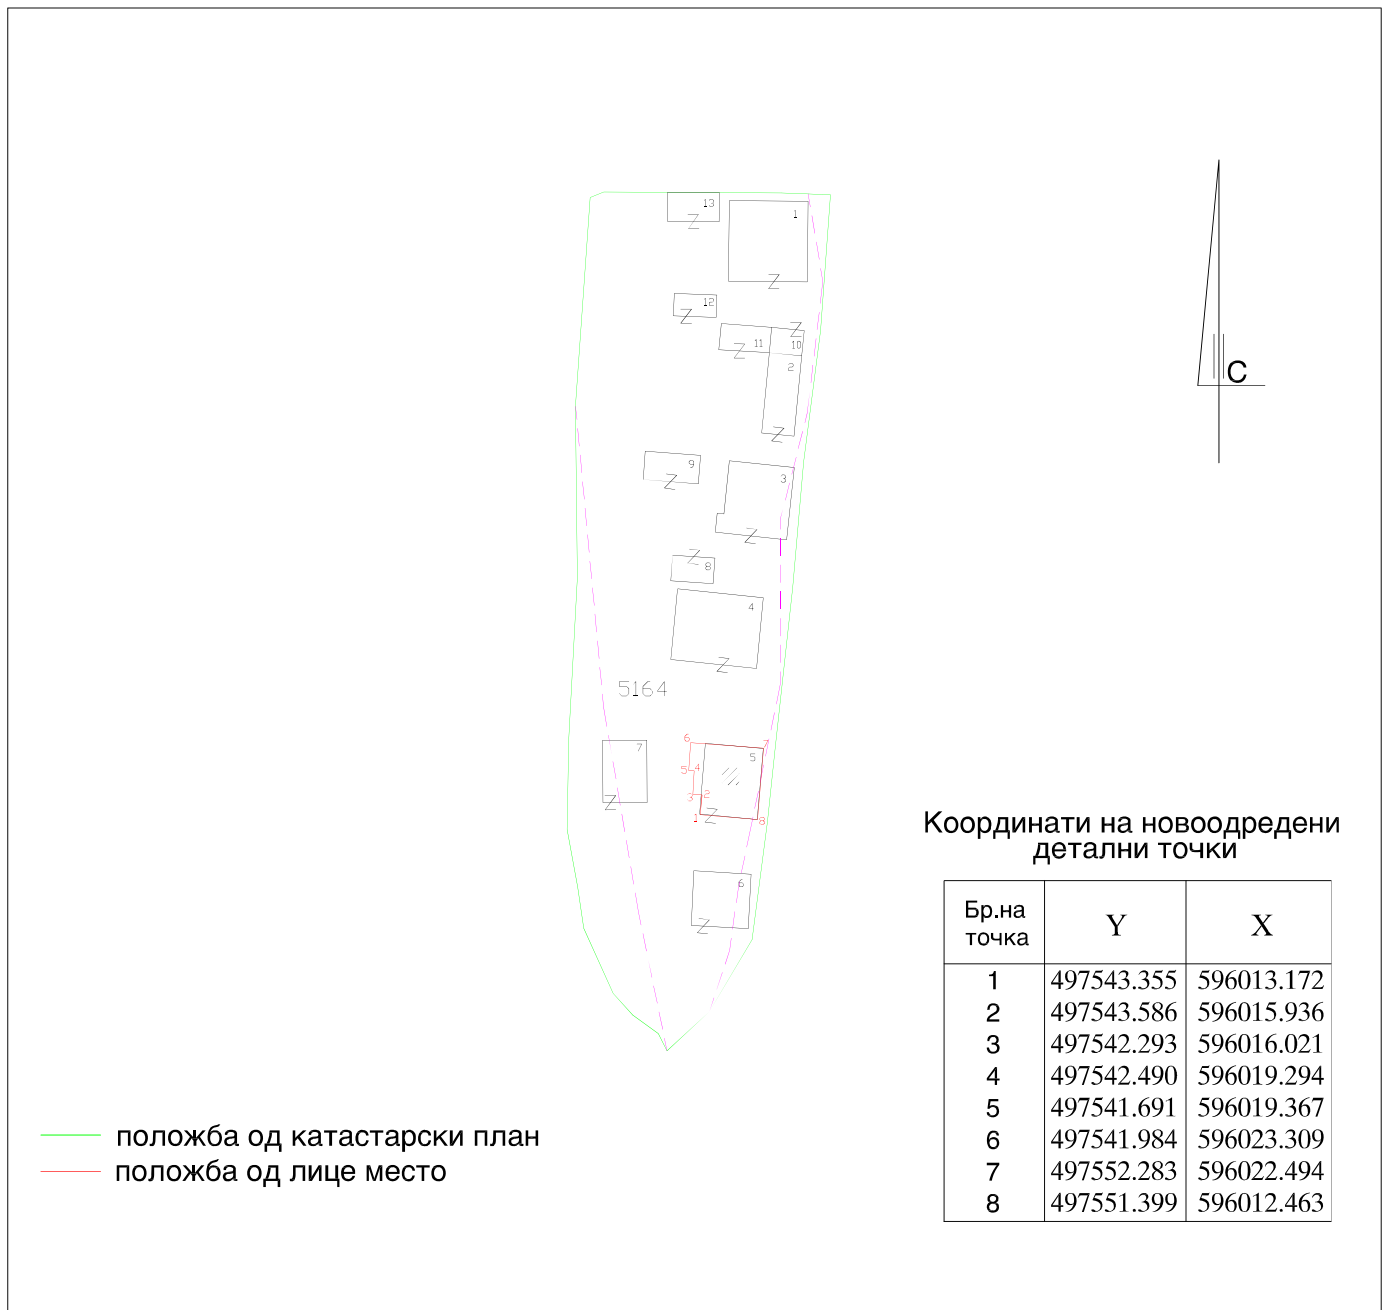 13
1
12
11
10
2
9
3
8
4
5164
6
7
5
7
5
4
3
2
1
8
6
С
Координати на новоодредени
детални точки
Бр.на точка Y X
1 497543.355 596013.172
2 497543.586 596015.936
3 497542.293 596016.021
4 497542.490 596019.294
5 497541.691 596019.367
6 497541.984 596023.309
7 497552.283 596022.494
8 497551.399 596012.463
положба од катастарски план
положба од лице место